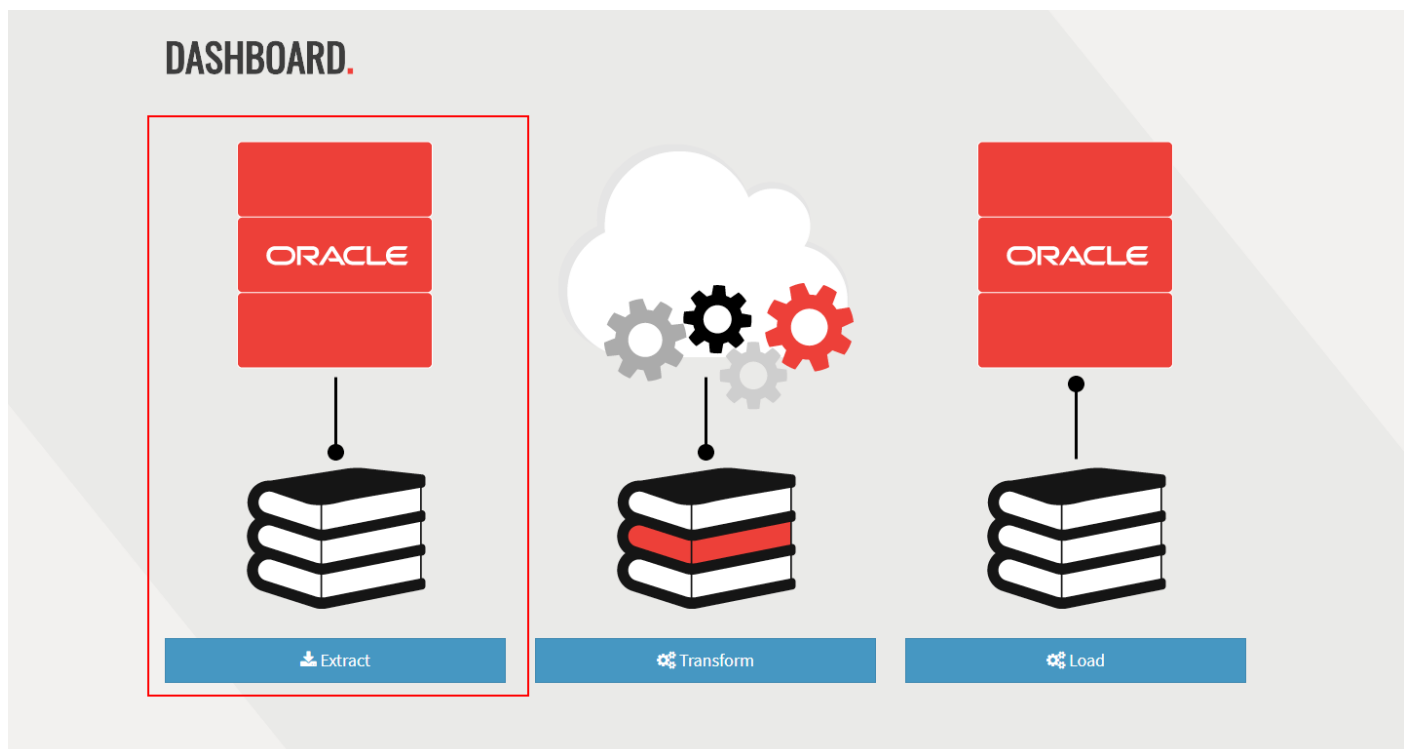 DASHBOARD.
ORACLE
ORACLE
Extract
Transform
Load